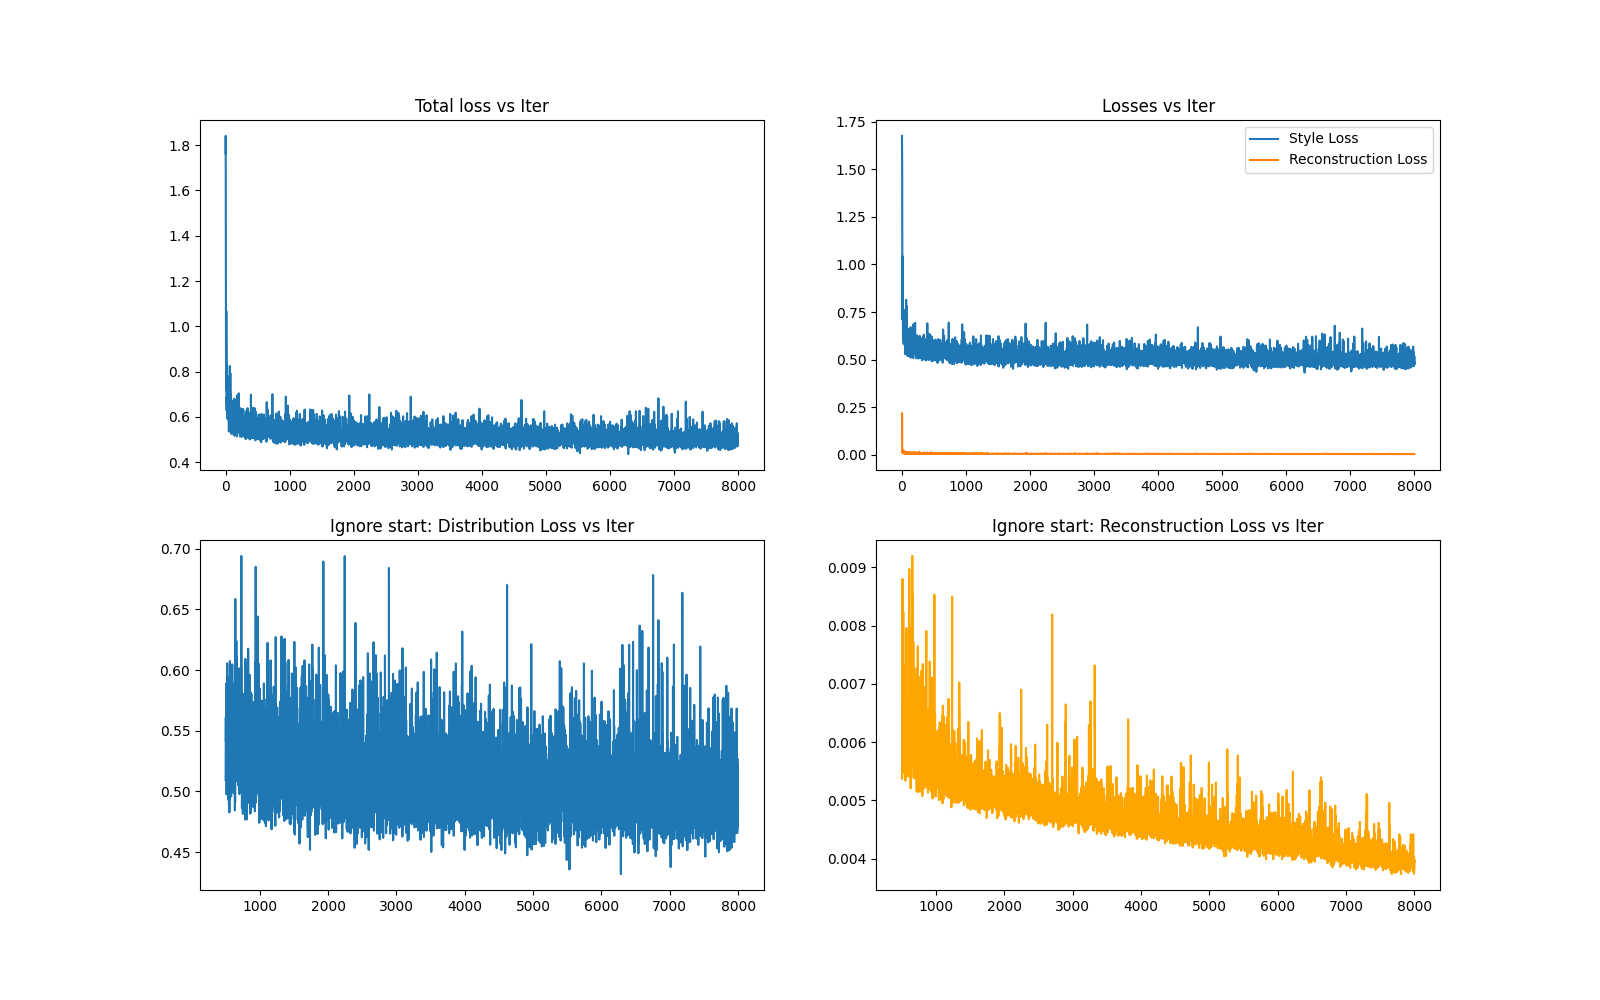 Total loss vs Iter
1.8
1.6
1.4
1.2
1.0
0.8
0.6
0.4
0 1000 2000 3000 4000 5000 6000 7000 8000
Losses vs Iter
1.75
1.50
1.25
1.00
0.75
0.50
0.25
0.00
Style Loss
Reconstruction Loss
0 1000 2000 3000 4000 5000 6000 7000 8000
Ignore start: Distribution Loss vs Iter
0.70
0.65
0.60
0.55
0.50
0.45
1000 2000 3000 4000 5000 6000 7000 8000
Ignore start: Reconstruction Loss vs Iter
0.009
0.008
0.007
0.006
0.005
0.004
1000 2000 3000 4000 5000 6000 7000 8000